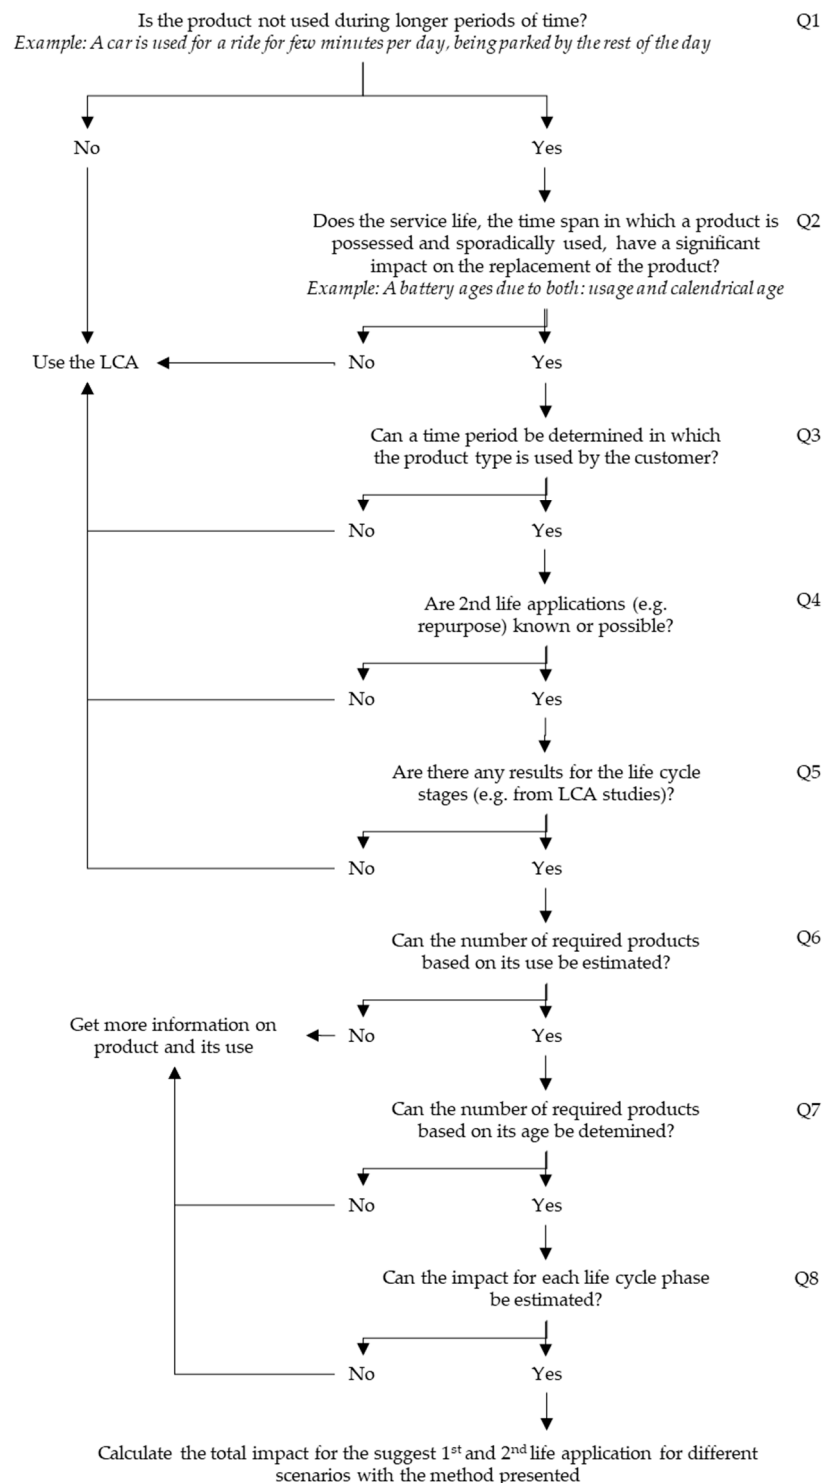 Is the product not used during longer periods of time? Q1
Example: A car is used for a ride for few minutes per day, being parked by the rest of the day
No Yes
Does the service life, the time span in which a product is Q2
possessed and sporadically used, have a significant
impact on the replacement of the product?
Example: A battery ages due to both: usage and calendrical age
Use the LCA No Yes
Can a time period be determined in which Q3
the product type is used by the customer?
No Yes
Are 2nd life applications (e.g. Q4
repurpose) known or possible?
No Yes
Are there any results for the life cycle Q5
stages (e.g. from LCA studies)?
No Yes
Can the number of required products Q6
based on its use be estimated?
Get more information on
product and its use
No Yes
Can the number of required products Q7
based on its age be detemined?
No Yes
Can the impact for each life cycle phase Q8
be estimated?
No Yes
Calculate the total impact for the suggest 1st and 2nd life application for different
scenarios with the method presented